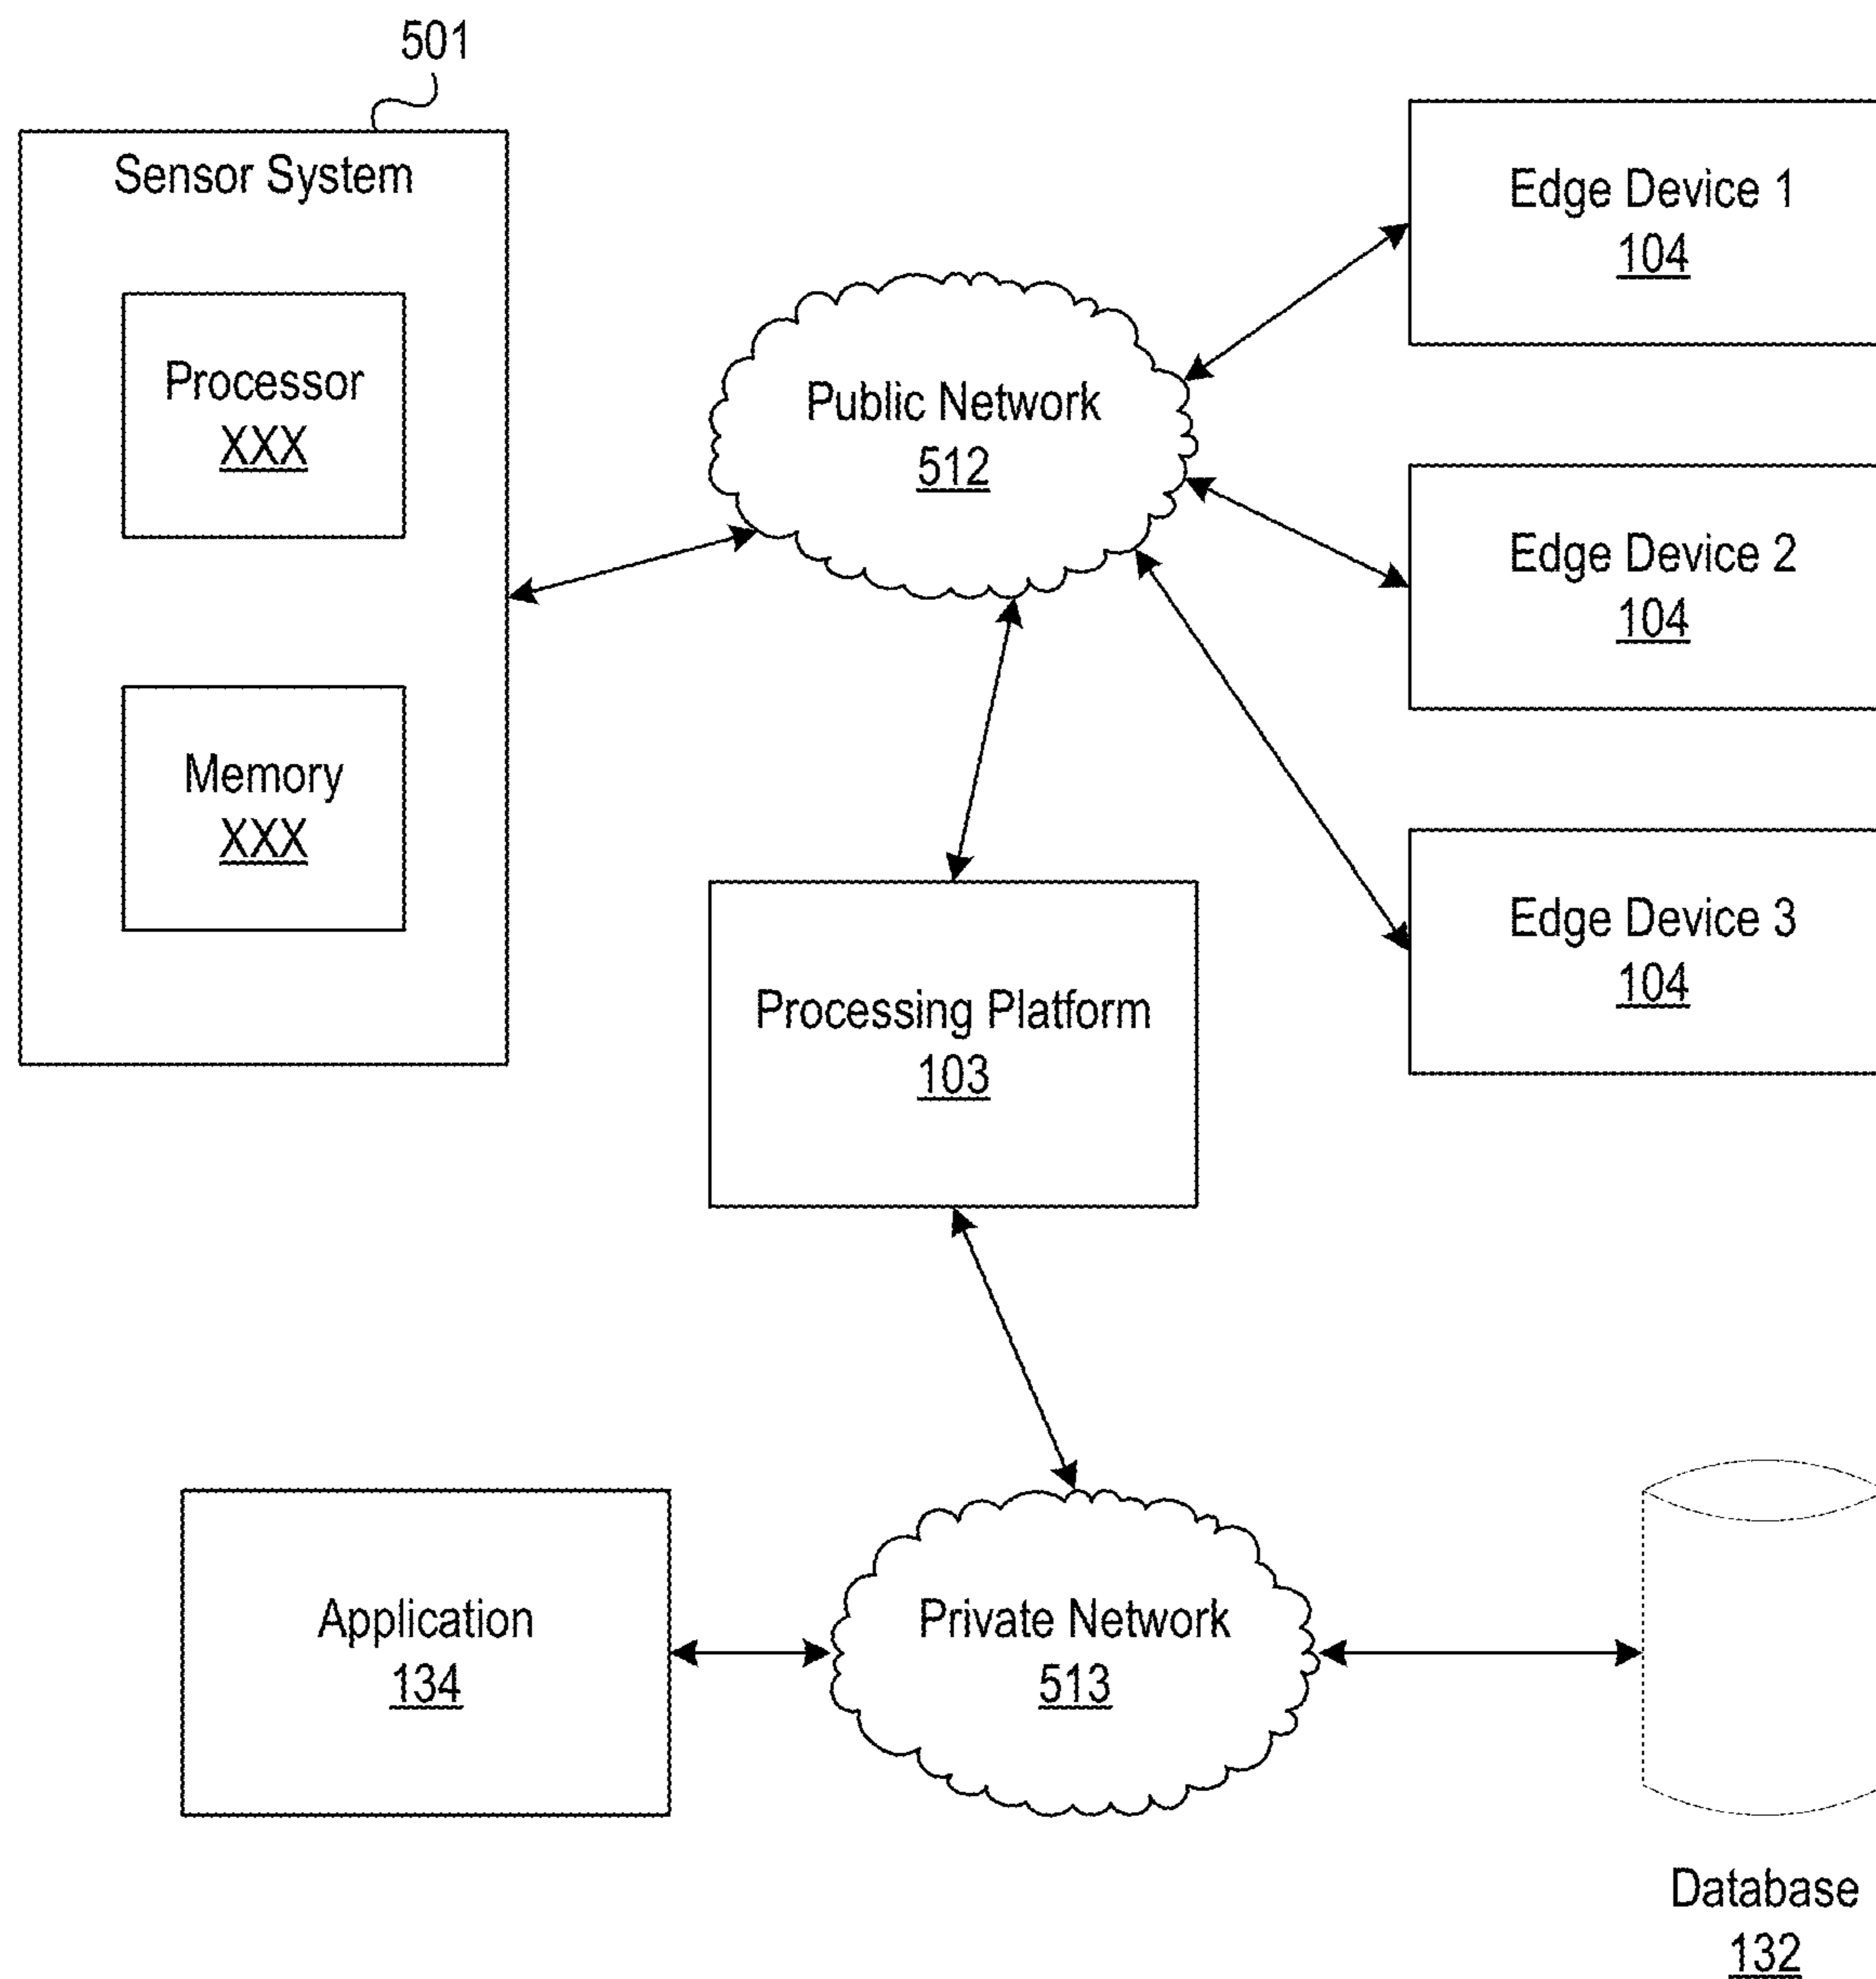 501
Sensor System
Processor
XXX
Memory
XXX
Public Network
512
Edge Device 1
104
Edge Device 2
104
Edge Device 3
104
Processing Platform
103
Application
134
Private Network
513
Database
132